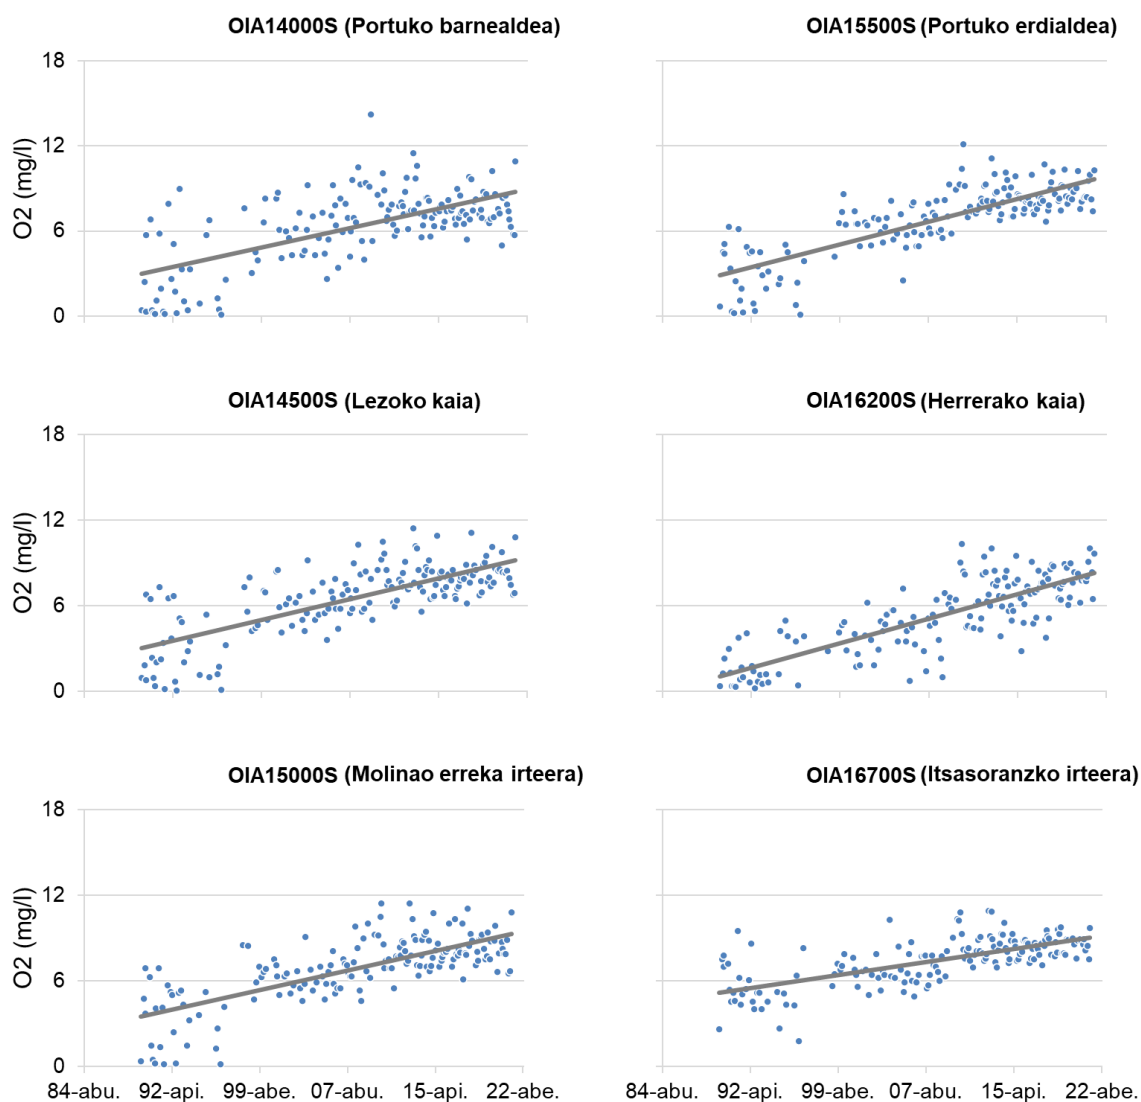 OIA14000S (Portuko barnealdea)
18
12
6
0
O2 (mg/l)
OIA15500S (Portuko erdialdea)
OIA14500S (Lezoko kaia)
18
12
6
0
O2 (mg/l)
OIA16200S (Herrerako kaia)
OIA15000S (Molinao erreka irteera)
18
12
6
0
O2 (mg/l)
84-abu. 92-api. 99-abe. 07-abu. 15-api. 22-abe.
OIA16700S (Itsasoranzko irteera)
84-abu. 92-api. 99-abe. 07-abu. 15-api. 22-abe.